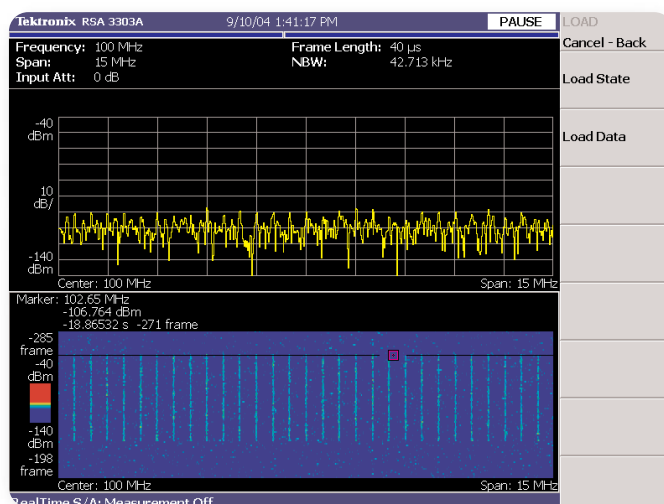 Tektronix RSA 3303A 9/10/04 1:41:17 PM PAUSE LOAD
Cancel - Back
Frequency: 100 MHz Frame Length: 40 µs
Span: 15 MHz NBW: 42.713 kHz
Input Att: 0 dB
Load State
Load Data
-40
dBm
10
dB/
-140
dBm
Center: 100 MHz Span: 15 MHz
Marker: 102.65 MHz
-106.764 dBm
-18.86532 s -271 frame
-285
frame
-40
dBm
-140
dBm
-198
frame
Center: 100 MHz Span: 15 MHz
RealTime S/A: Measurement Off